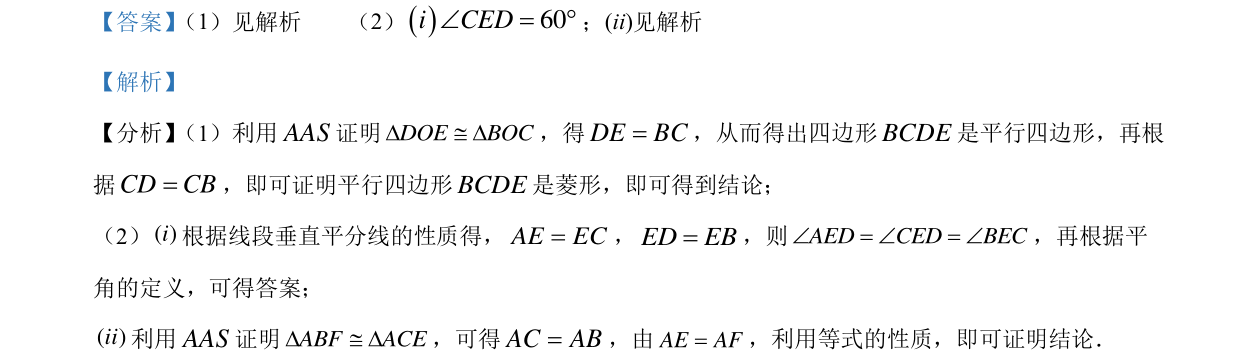 【答案】（1）见解析 （2）(i)∠CED = 60°；(ii)见解析
【解析】
【分析】（1）利用 AAS 证明 ΔDOE ≅ ΔBOC，得 DE = BC，从而得出四边形 BCDE 是平行四边形，再根
据 CD = CB，即可证明平行四边形 BCDE 是菱形，即可得到结论；
（2）(i) 根据线段垂直平分线的性质得，AE = EC，ED = EB，则 ∠AED = ∠CED = ∠BEC，再根据平
角的定义，可得答案；
(ii) 利用 AAS 证明 ΔABF ≅ ΔACE，可得 AC = AB，由 AE = AF，利用等式的性质，即可证明结论．